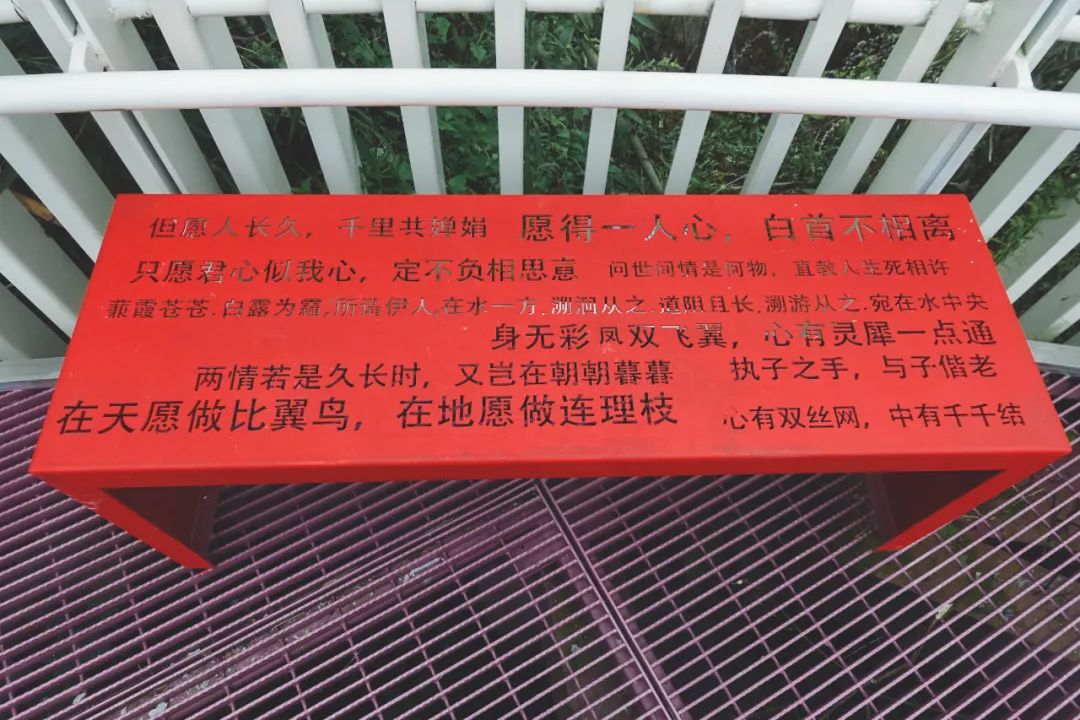 但愿人长久，千里共婵娟 愿得一人心，白首不相离
只愿君心似我心，定不负相思意 问世间情是何物，直教人生死相许
蒹霞苍苍.白露为霜,所谓伊人,在水一方.溯洄从之.道阻且长,溯游从之.宛在水中央
身无彩凤双飞翼，心有灵犀一点通
两情若是久长时，又岂在朝朝暮暮 执子之手，与子偕老
在天愿做比翼鸟，在地愿做连理枝 心有双丝网，中有千千结